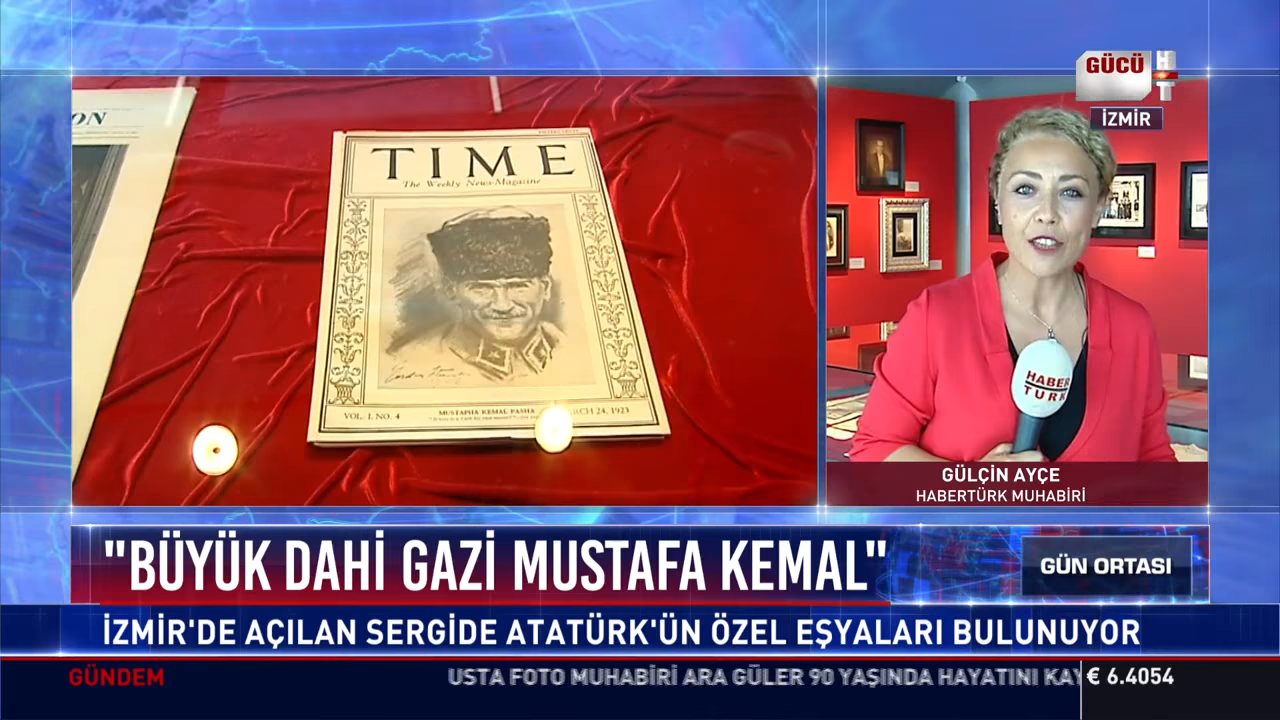 GÜCÜ
İZMİR
ON
TIME
The Weekly News-Magazine
VOL. I, NO. 4
MUSTAPHA KEMAL PASHA
CH 24, 1923
HABER
TÜRK
GÜLÇİN AYÇE
HABERTÜRK MUHABİRİ
"BÜYÜK DAHİ GAZİ MUSTAFA KEMAL"
GÜN ORTASI
İZMİR'DE AÇILAN SERGİDE ATATÜRK'ÜN ÖZEL EŞYALARI BULUNUYOR
GÜNDEM
USTA FOTO MUHABİRİ ARA GÜLER 90 YAŞINDA HAYATINI KAY
€ 6.4054